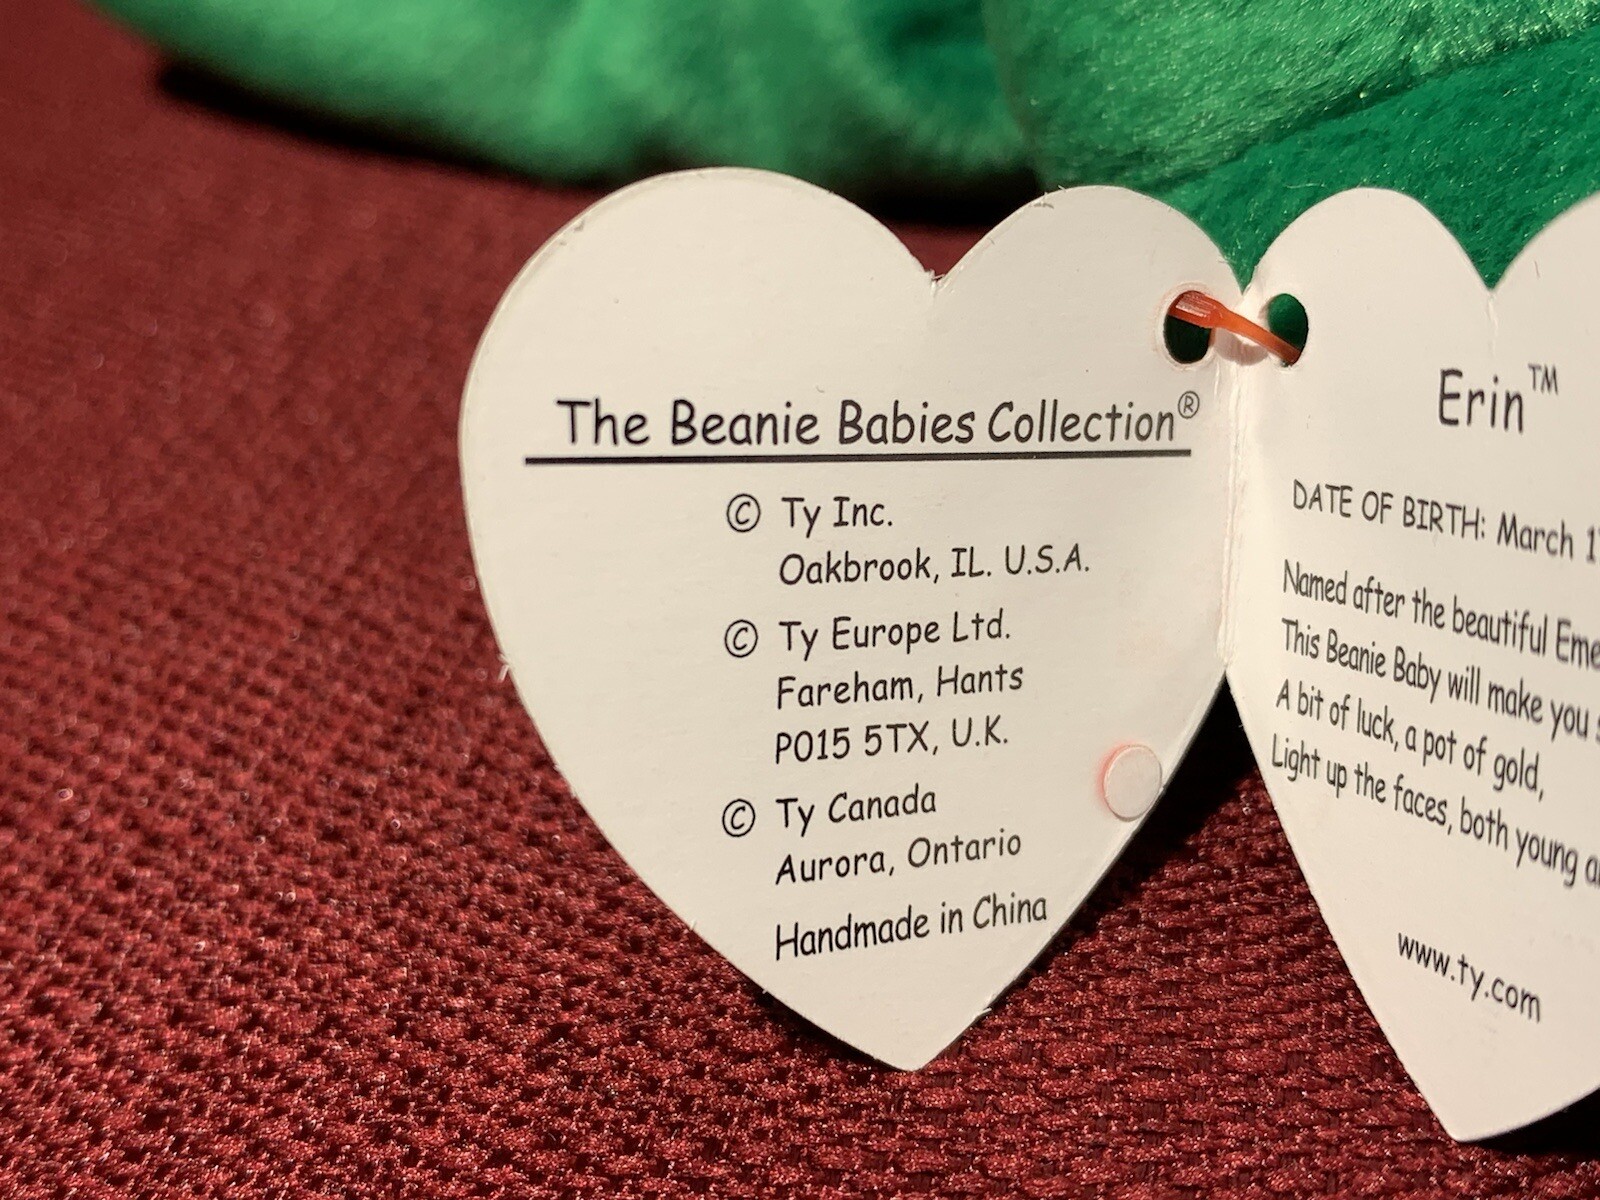 The Beanie Babies Collection®
© Ty Inc.
Oakbrook, IL. U.S.A.
© Ty Europe Ltd.
Fareham, Hants
PO15 5TX, U.K.
© Ty Canada
Aurora, Ontario
Handmade in China
Erin™
DATE OF BIRTH: March
Named after the beautiful
This Beanie Baby will make you
A bit of luck, a pot of gold,
Light up the faces, both young
www.ty.com